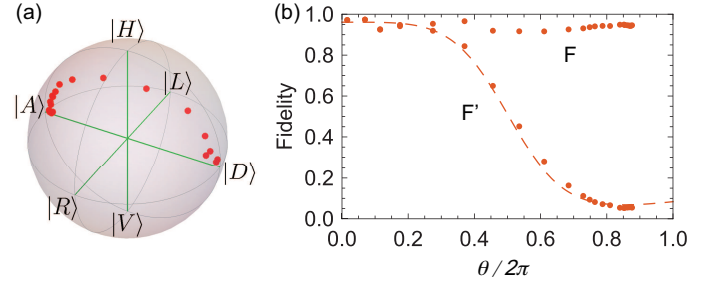 (a)
|H⟩
|L⟩
|A⟩
|D⟩
|R⟩
|V⟩
(b)
1.0
0.8
0.6
0.4
0.2
0.0
Fidelity
F
F'
0.0 0.2 0.4 0.6 0.8 1.0
θ / 2π